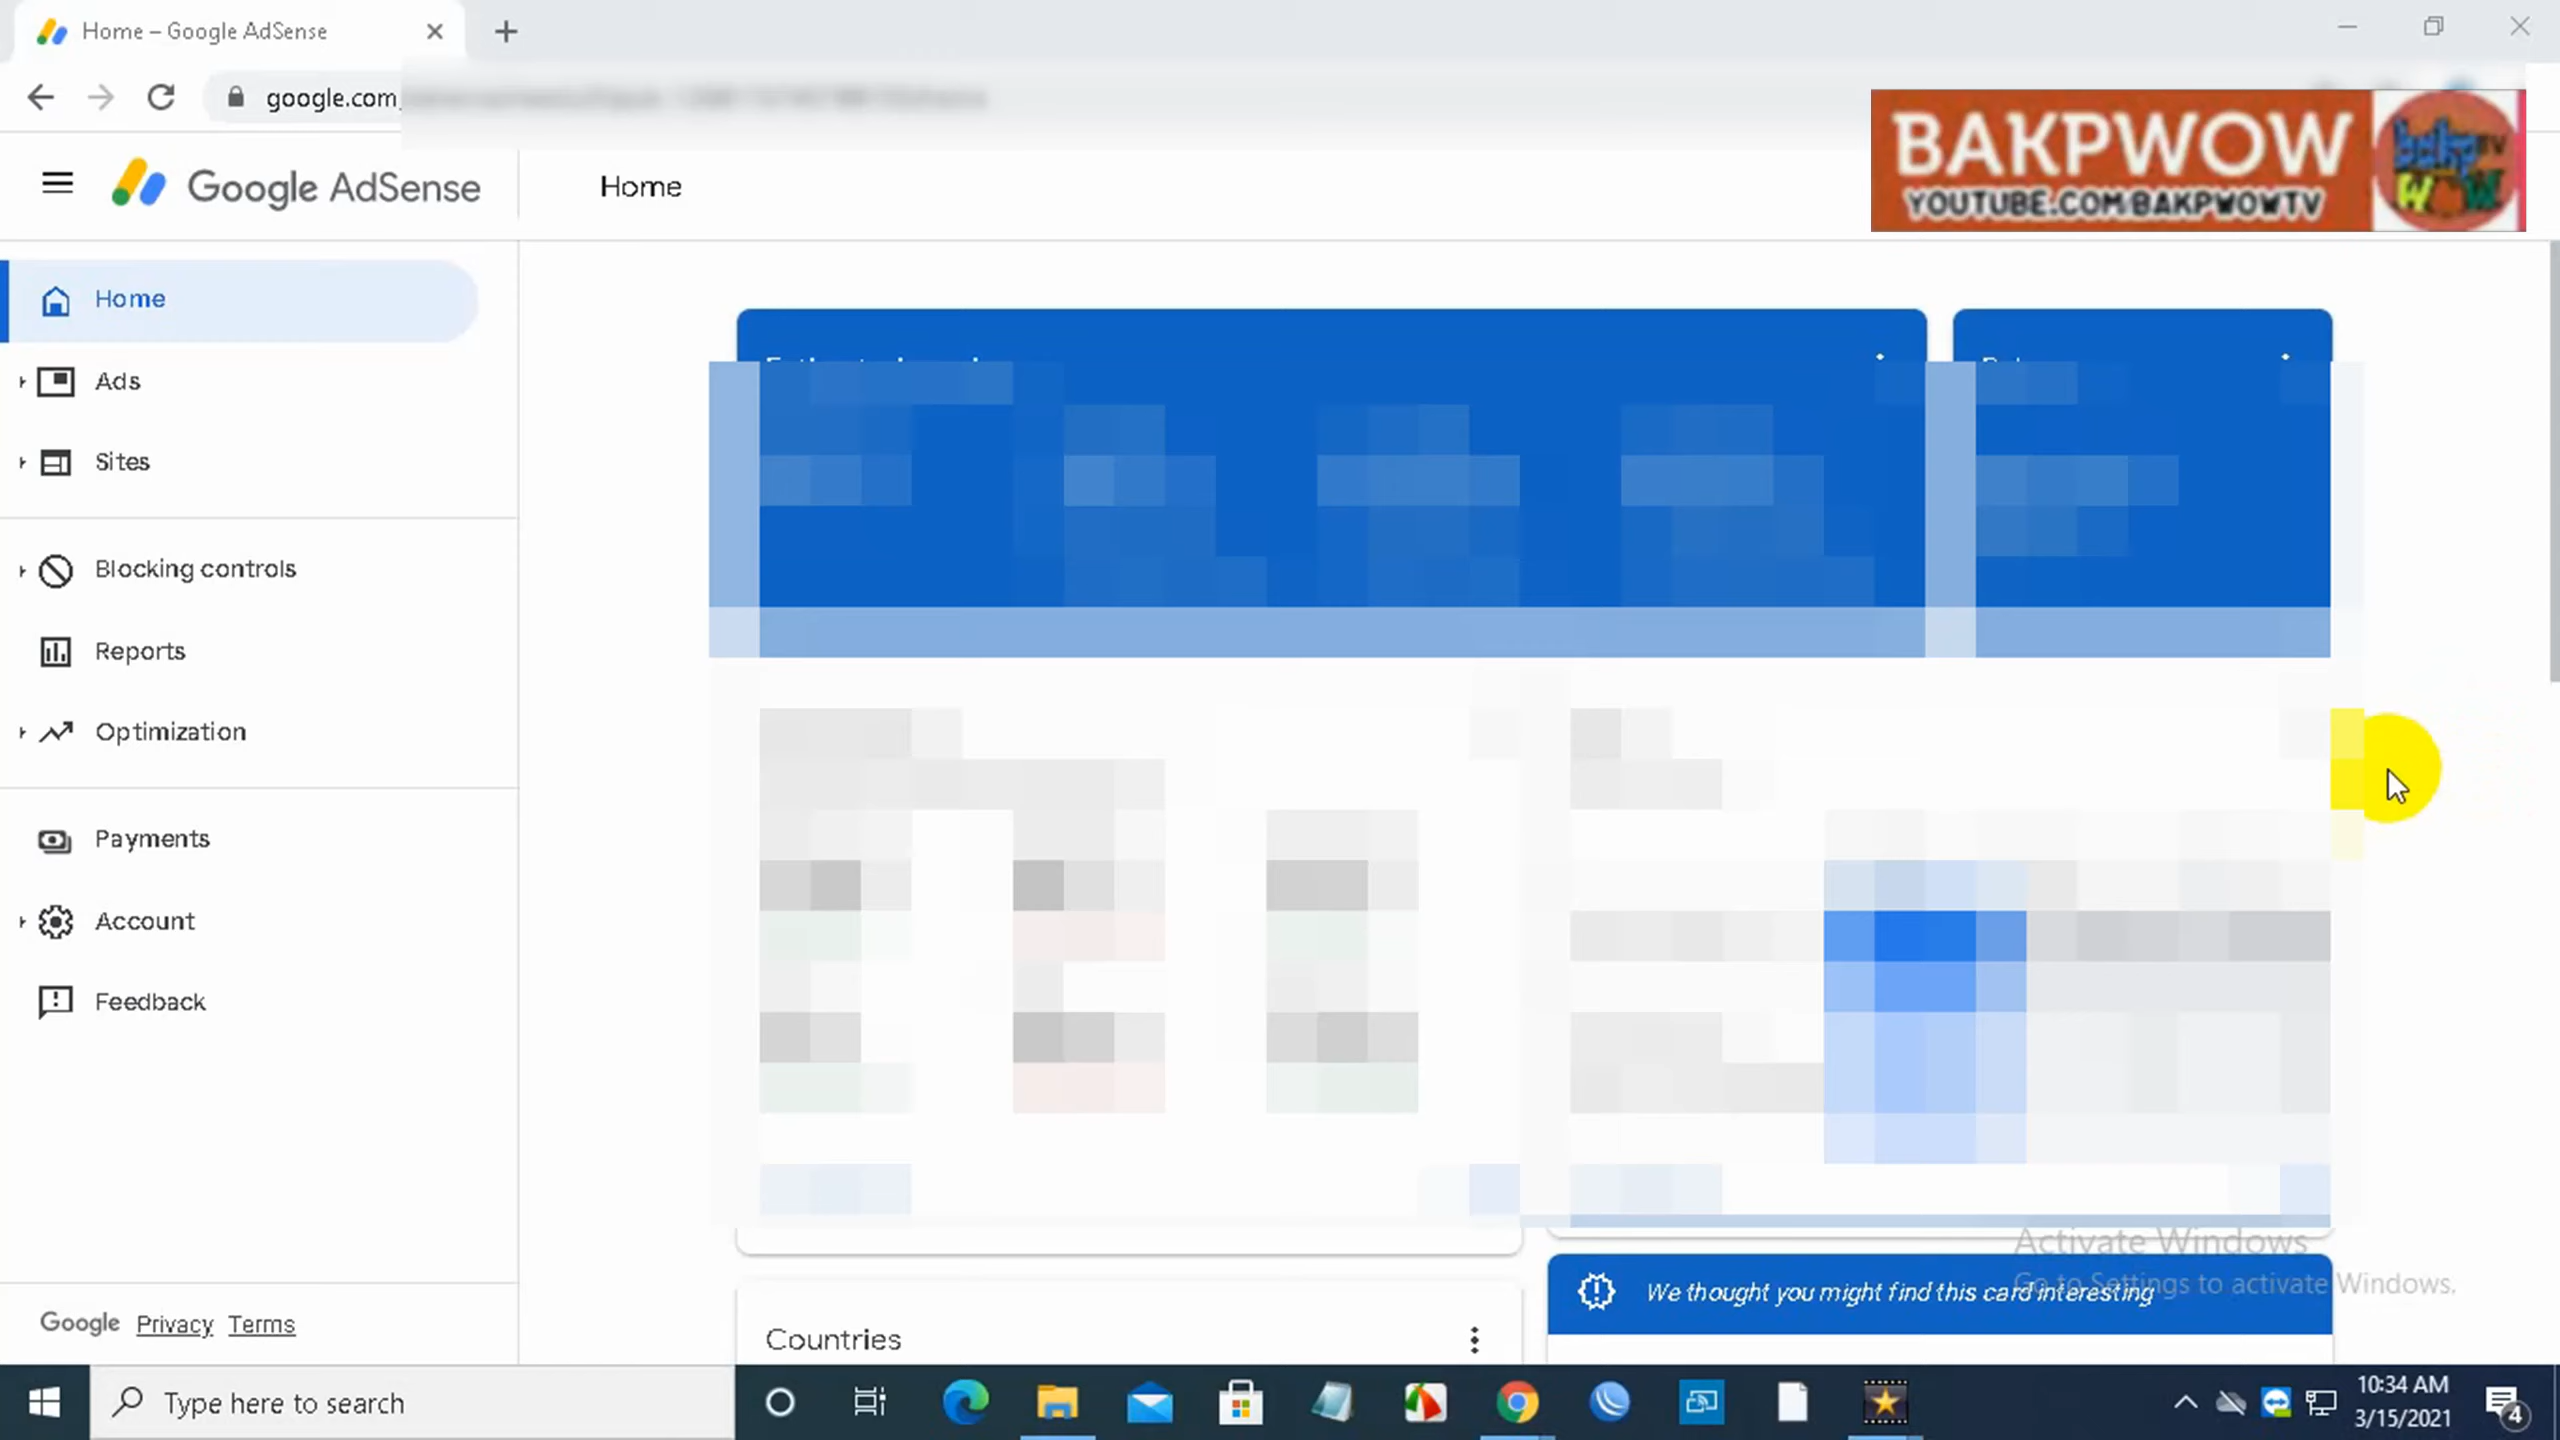 Home – Google AdSense
google.com
Google AdSense
Home
BAKPWOW
YOUTUBE.COM/BAKPWOWTV
Home
Ads
Sites
Blocking controls
Reports
Optimization
Payments
Account
Feedback
Activate Windows
Go to Settings to activate Windows.
We thought you might find this card interesting
Countries
Google Privacy Terms
Type here to search
10:34 AM
3/15/2021
4